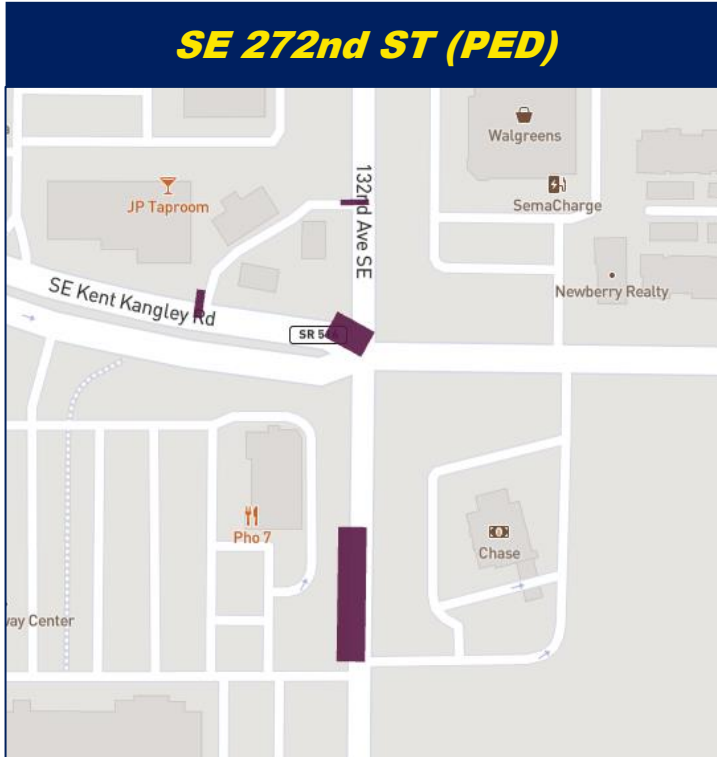 SE 272nd ST (PED)
Walgreens
132nd Ave SE
JP Taproom
SemaCharge
SE Kent Kangley Rd
Newberry Realty
SR 
Pho 7
Chase
Center